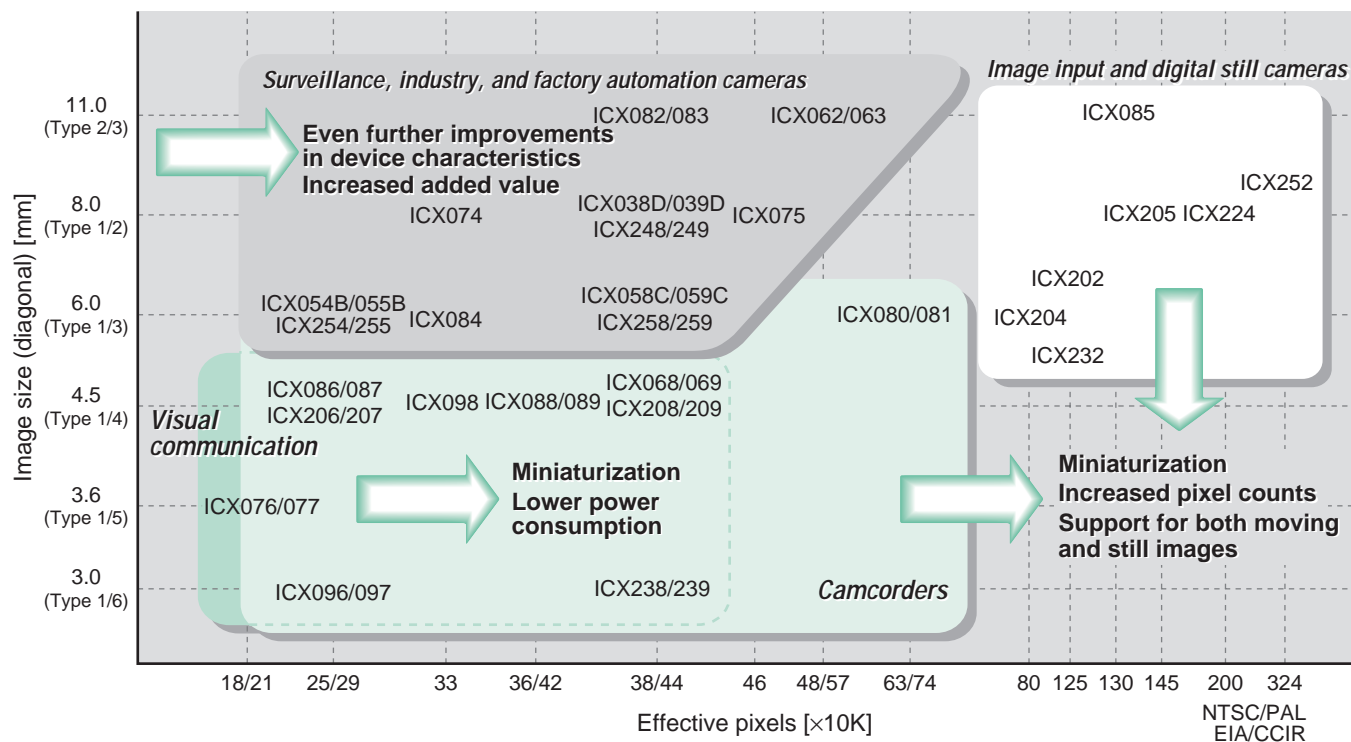 Surveillance, industry, and factory automation cameras
Image input and digital still cameras
11.0
(Type 2/3)
ICX082/083
ICX062/063
ICX085
Even further improvements
in device characteristics
Increased added value
ICX252
8.0
(Type 1/2)
ICX074
ICX038D/039D
ICX248/249
ICX075
ICX205
ICX224
Image size (diagonal) [mm]
6.0
(Type 1/3)
ICX054B/055B
ICX254/255
ICX084
ICX058C/059C
ICX258/259
ICX080/081
ICX202
ICX204
ICX232
4.5
(Type 1/4)
ICX086/087
ICX206/207
ICX098
ICX088/089
ICX068/069
ICX208/209
Visual
communication
Miniaturization
Lower power
consumption
Miniaturization
Increased pixel counts
Support for both moving
and still images
3.6
(Type 1/5)
ICX076/077
3.0
(Type 1/6)
ICX096/097
ICX238/239
Camcorders
18/21
25/29
33
36/42
38/44
46
48/57
63/74
80
125
130
145
200
324
Effective pixels [×10K]
NTSC/PAL
EIA/CCIR